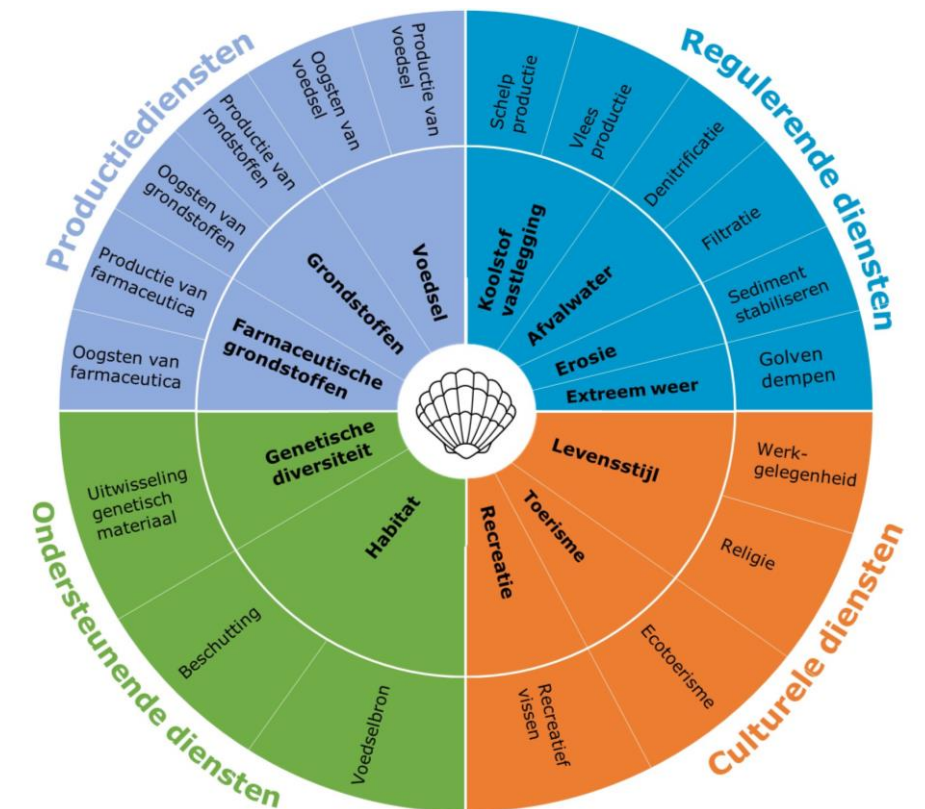 Productiediensten
Oogsten van
farmaceutica
Productie van
farmaceutica
Oogsten van
grondstoffen
Productie van
rondstoffen
Oogsten van
voedsel
Productie van
voedsel
Farmaceutische
grondstoffen
Grondstoffen
Voedsel
Regulerende diensten
Schelp
productie
Vlees
productie
Denitrificatie
Filtratie
Sediment
stabiliseren
Golven
dempen
Koolstof
vastlegging
Afvalwater
Erosie
Extreem weer
Culturele diensten
Werk-
gelegenheid
Religie
Ecotoerisme
Recreatief
vissen
Levensstijl
Toerisme
Recreatie
Ondersteunende diensten
Uitwisseling
genetisch
materiaal
Beschutting
Voedselbron
Genetische
diversiteit
Habitat